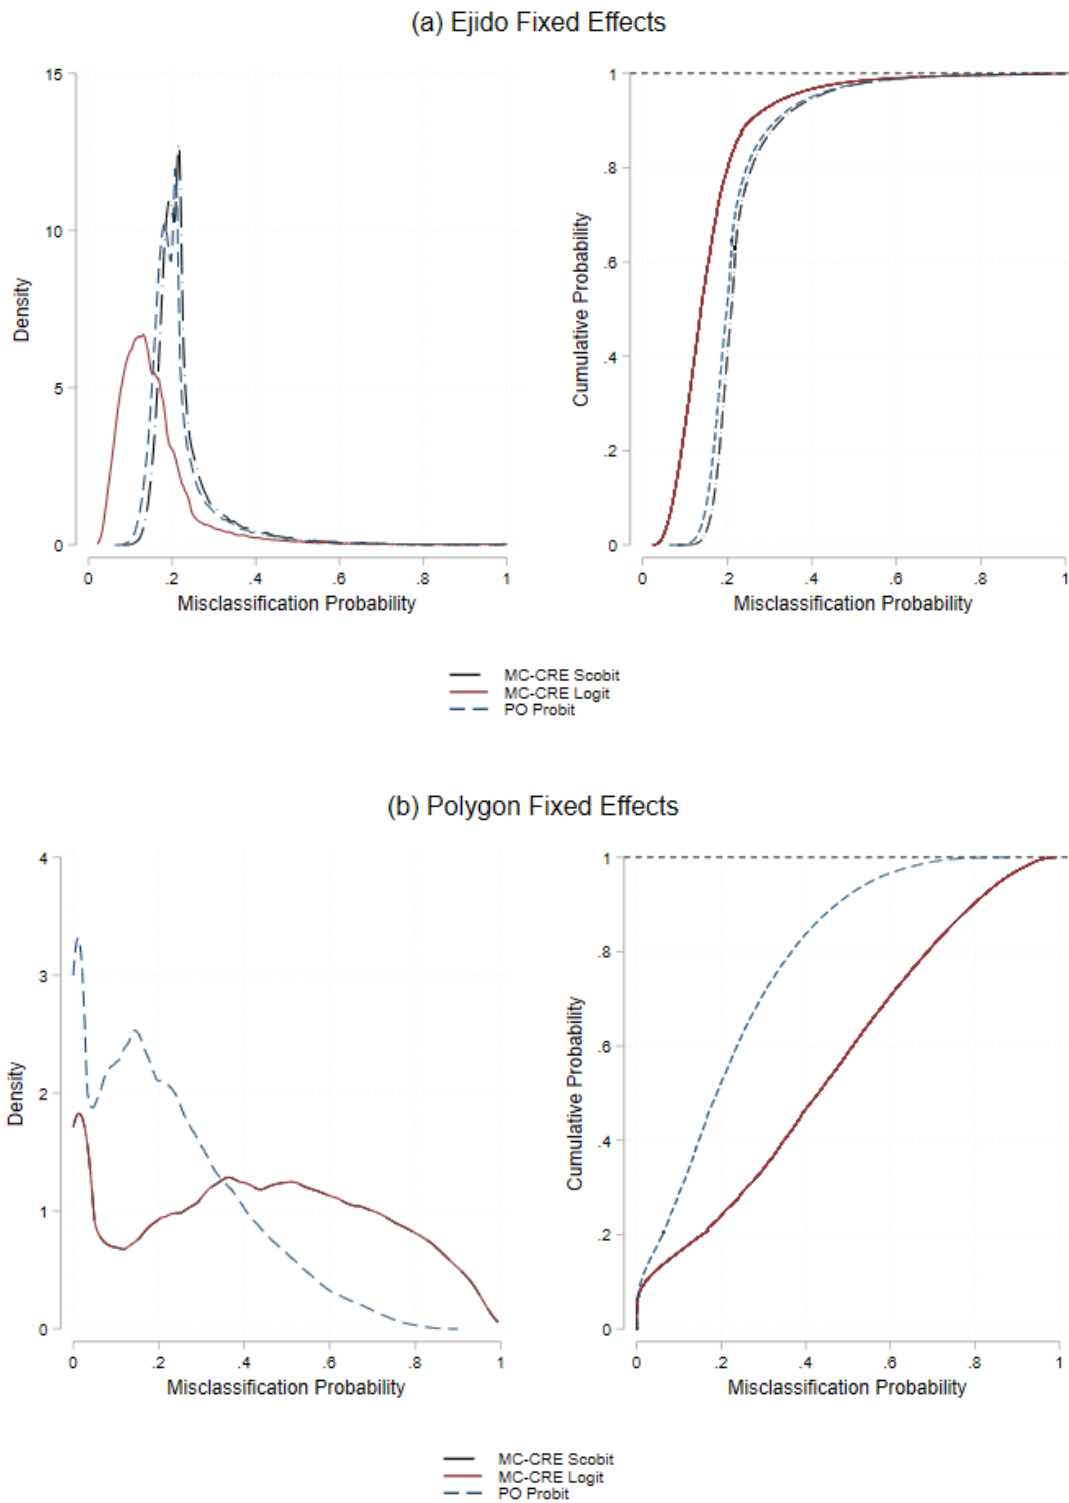 (a) Ejido Fixed Effects
15
10
5
0
Density
0 .2 .4 .6 .8 1
Misclassification Probability
1
.8
.6
.4
.2
0
Cumulative Probability
0 .2 .4 .6 .8 1
Misclassification Probability
MC-CRE Scobit
MC-CRE Logit
PO Probit
(b) Polygon Fixed Effects
4
3
2
1
0
Density
0 .2 .4 .6 .8 1
Misclassification Probability
1
.8
.6
.4
.2
0
Cumulative Probability
0 .2 .4 .6 .8 1
Misclassification Probability
MC-CRE Scobit
MC-CRE Logit
PO Probit